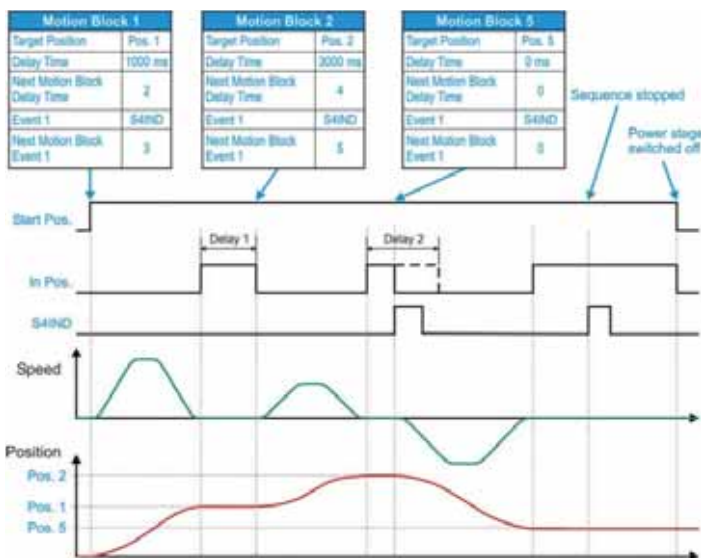 Motion Block 1
Target Position Pos. 1
Delay Time 1000 ms
Next Motion Block
Delay Time 2
Event 1 S4IND
Next Motion Block
Event 1 3
Motion Block 2
Target Position Pos. 2
Delay Time 3000 ms
Next Motion Block
Delay Time 4
Event 1 S4IND
Next Motion Block
Event 1 5
Motion Block 5
Target Position Pos. 5
Delay Time 0 ms
Next Motion Block
Delay Time 0
Event 1 S4IND
Next Motion Block
Event 1 0
Sequence stopped
Power stage
switched off
Start Pos.
Delay 1
Delay 2
In Pos.
S4IND
Speed
Position
Pos. 2
Pos. 1
Pos. 5